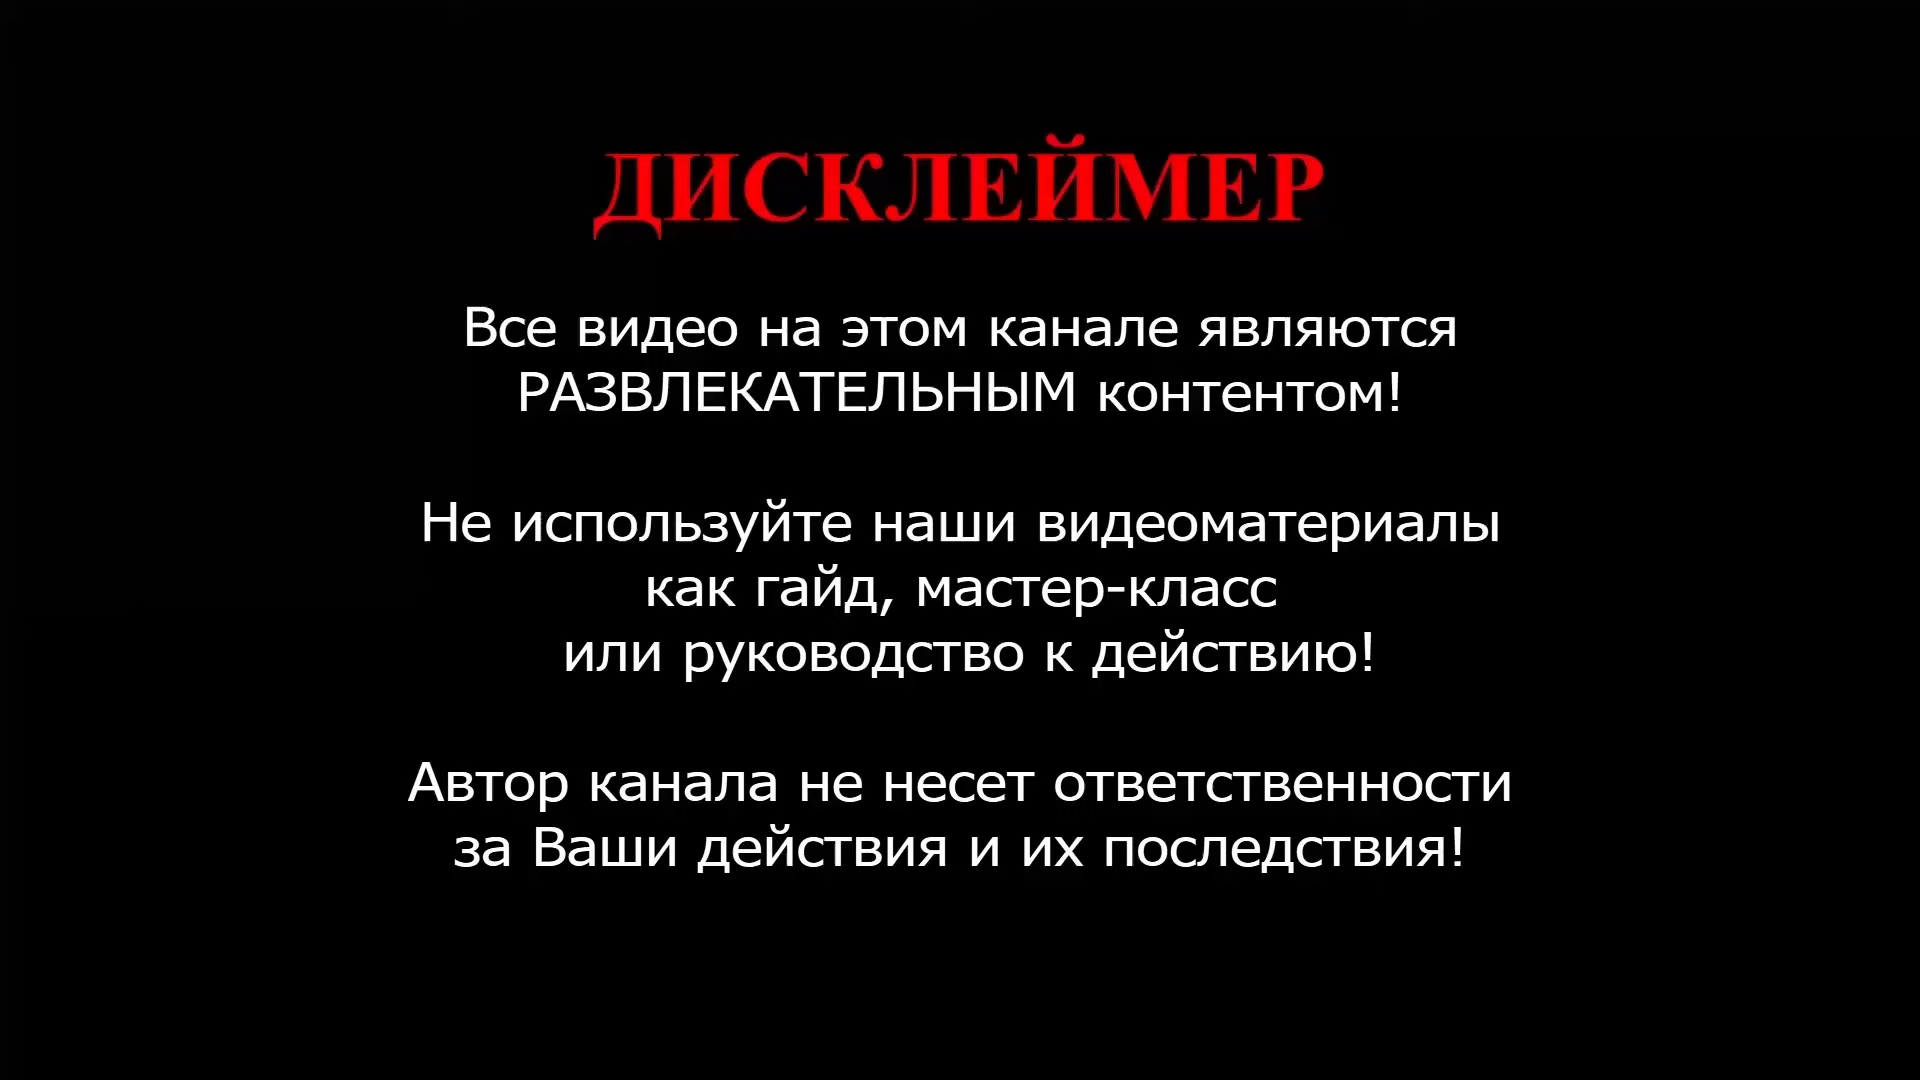 ДИСКЛЕЙМЕР
Все видео на этом канале являются
РАЗВЛЕКАТЕЛЬНЫМ контентом!
Не используйте наши видеоматериалы
как гайд, мастер-класс
или руководство к действию!
Автор канала не несет ответственности
за Ваши действия и их последствия!